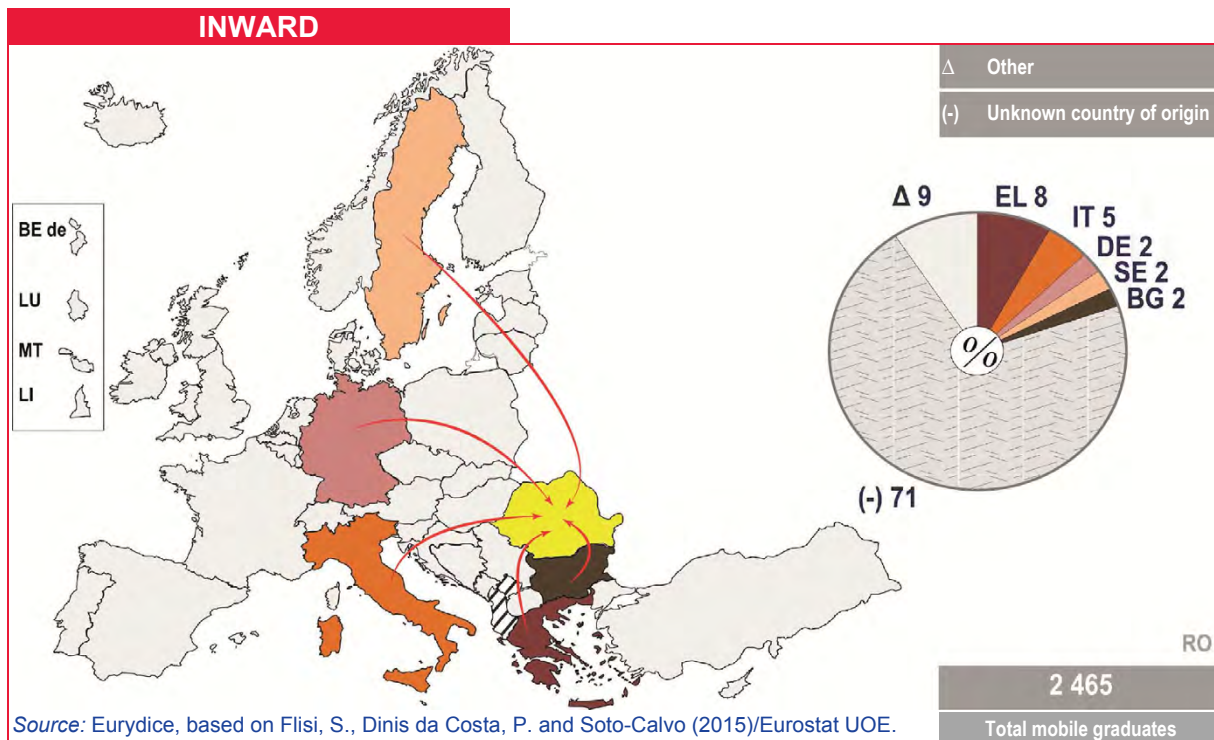 INWARD
Δ Other
(-) Unknown country of origin
BE de
LU
MT
LI
Δ 9
EL 8
IT 5
DE 2
SE 2
BG 2
%
(-) 71
RO
2 465
Total mobile graduates
Source: Eurydice, based on Flisi, S., Dinis da Costa, P. and Soto-Calvo (2015)/Eurostat UOE.